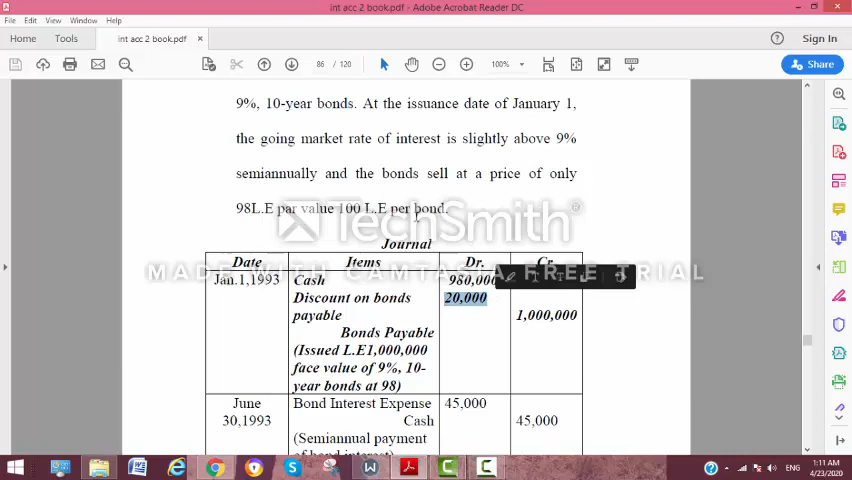 int acc 2 book.pdf - Adobe Acrobat Reader DC
File Edit View Window Help
Home Tools int acc 2 book.pdf × Sign In
86 / 120 100% Share
9%, 10-year bonds. At the issuance date of January 1,
the going market rate of interest is slightly above 9%
semiannually and the bonds sell at a price of only
98L.E par value 100 L.E per bond.
TechSmith
MADE WITH CAMTASIA FREE TRIAL
Journal
Date Items Dr. Cr.
Jan.1,1993 Cash 980,000
Discount on bonds 20,000
payable 1,000,000
Bonds Payable
(Issued L.E1,000,000
face value of 9%, 10-
year bonds at 98)
June Bond Interest Expense 45,000
30,1993 Cash 45,000
(Semiannual payment
of bond interest)
ENG 1:11 AM
4/23/2020